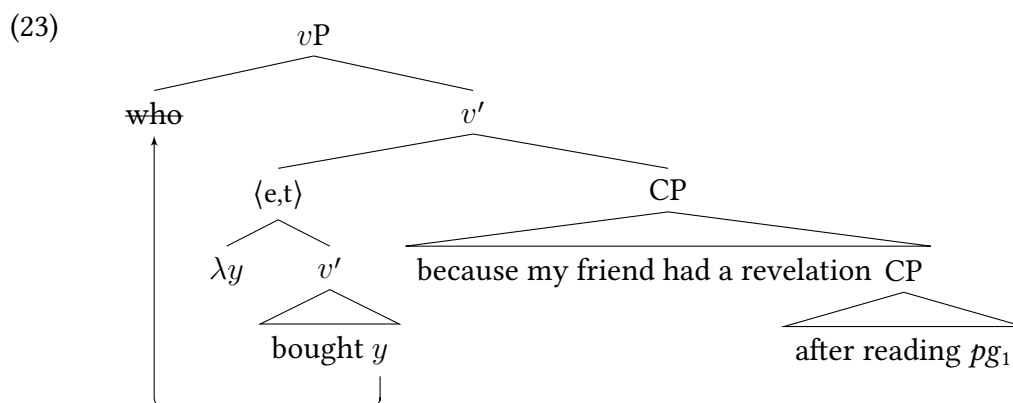 (23)
vP
who v′
⟨e,t⟩ CP
λy v′ because my friend had a revelation CP
bought y after reading pg₁